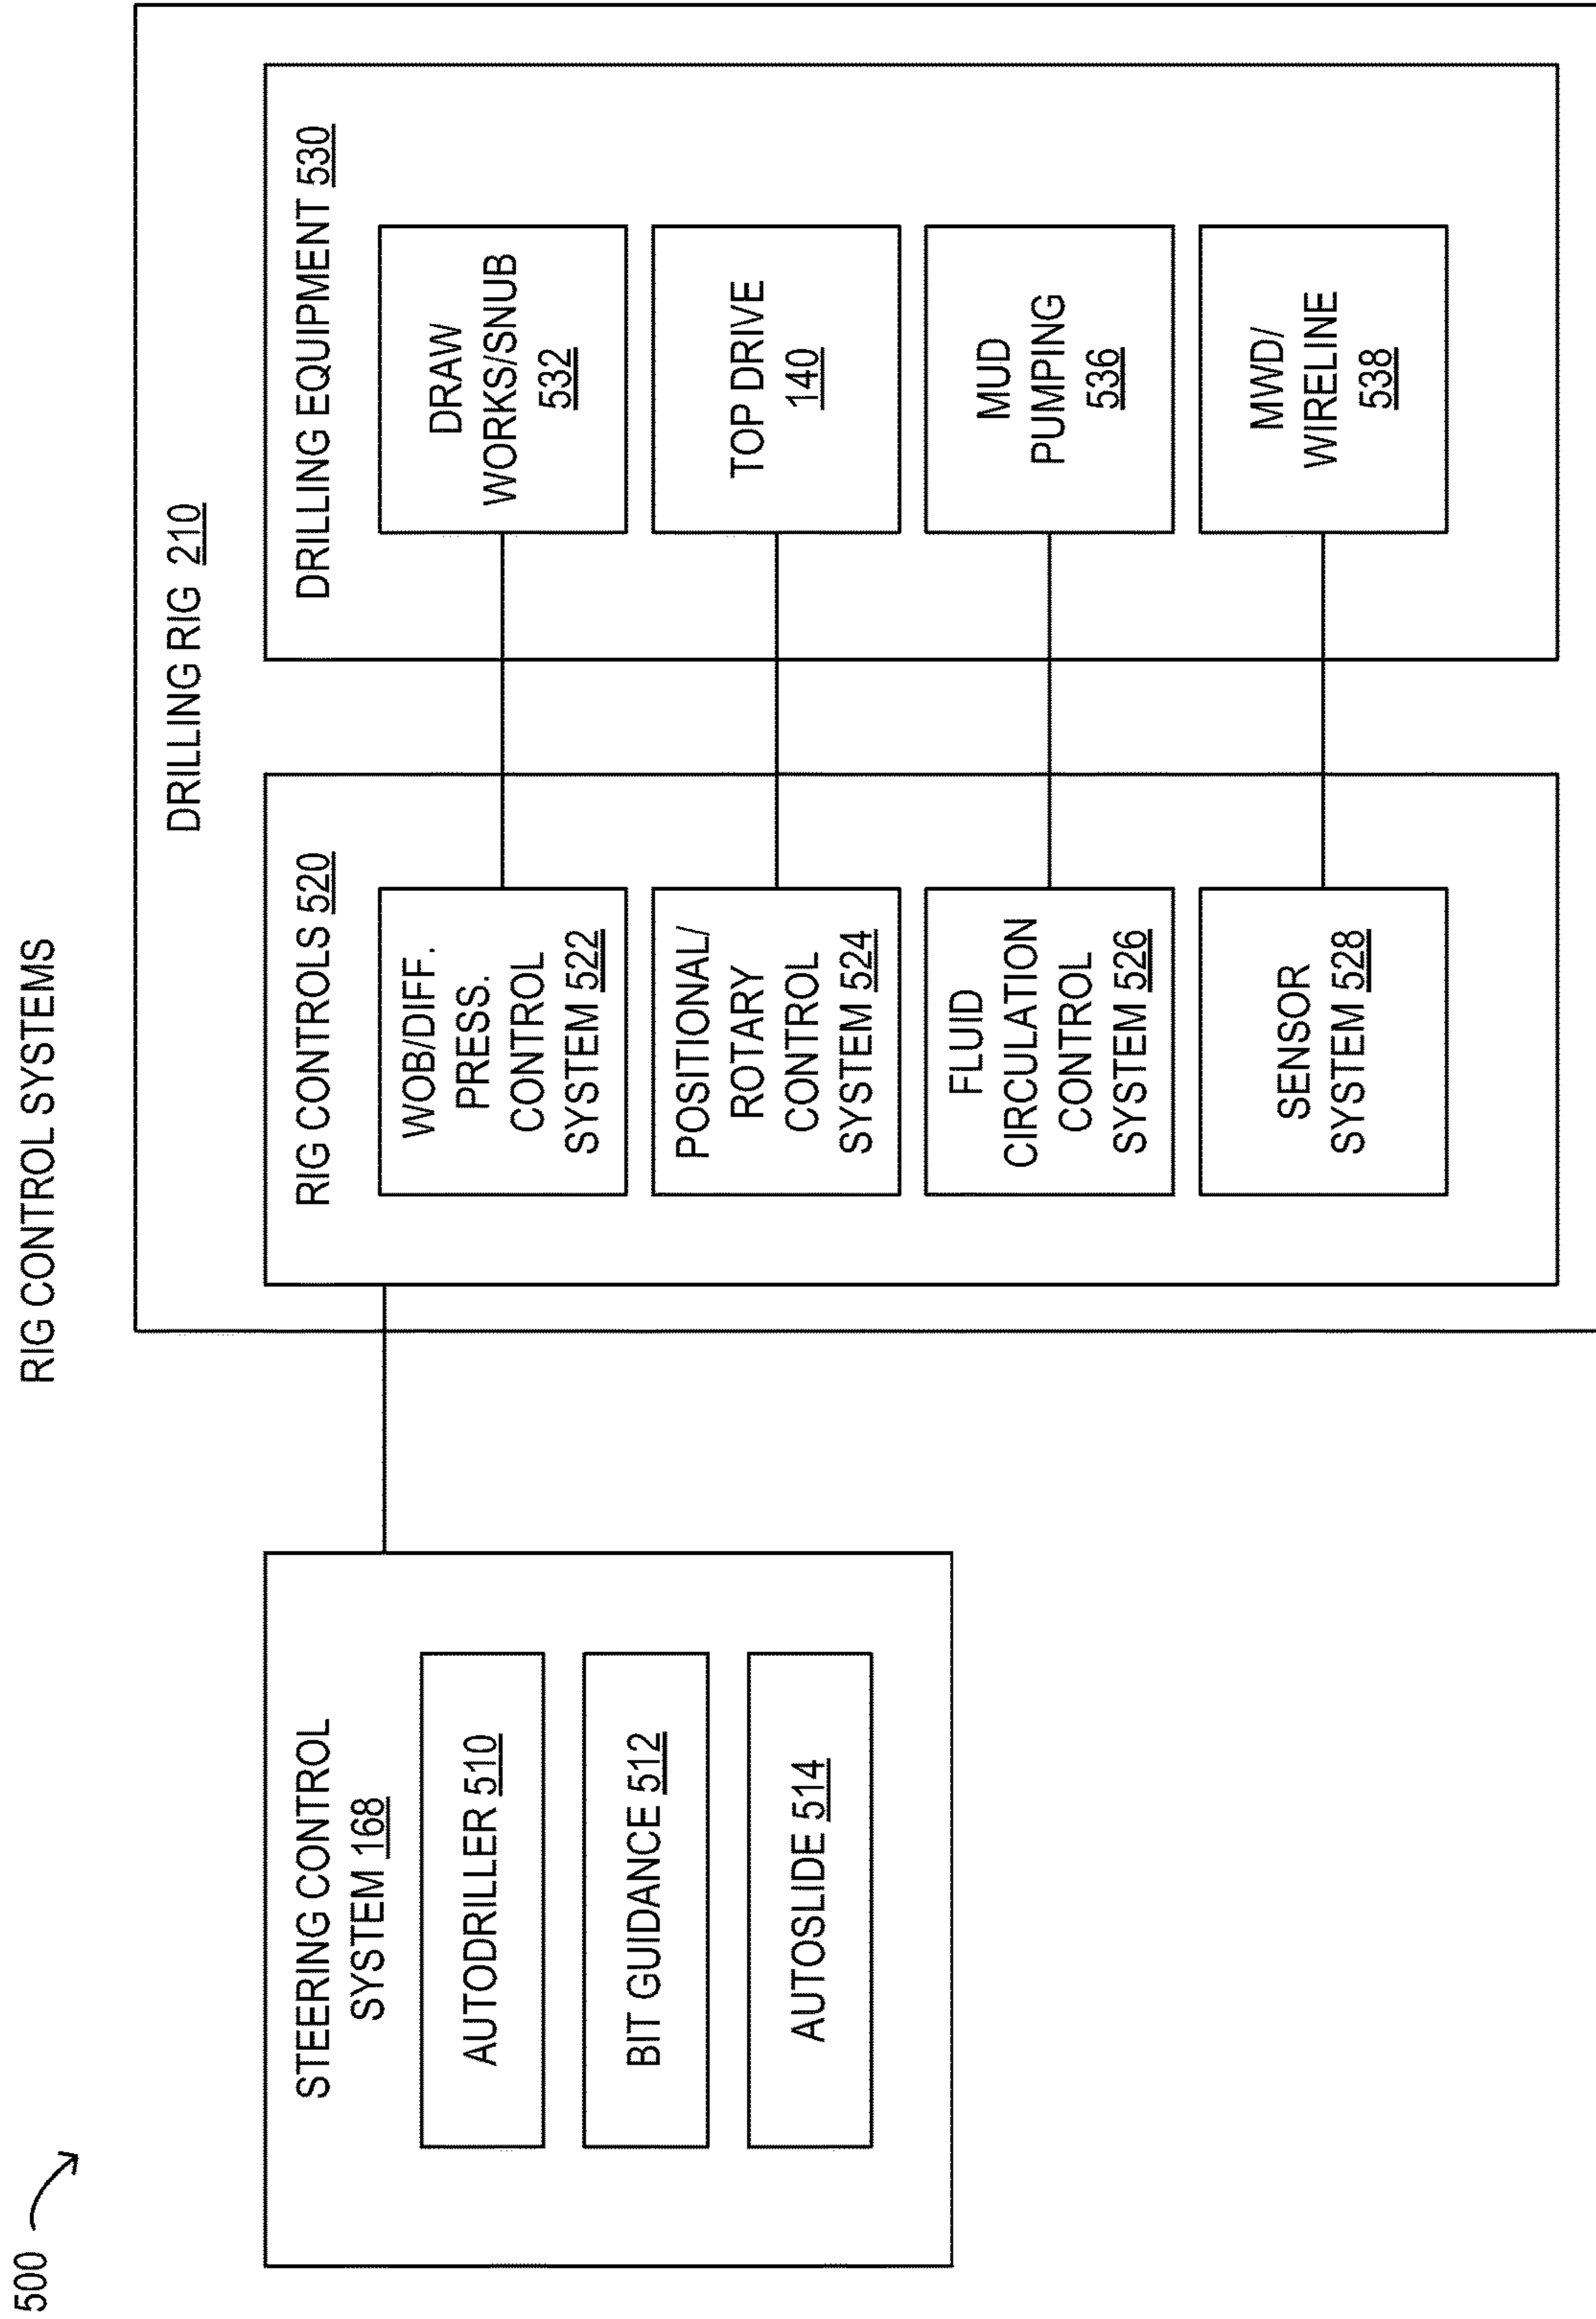 500
RIG CONTROL SYSTEMS
STEERING CONTROL
SYSTEM 168
AUTODRILLER 510
BIT GUIDANCE 512
AUTOSLIDE 514
DRILLING RIG 210
RIG CONTROLS 520
WOB/DIFF.
PRESS.
CONTROL
SYSTEM 522
POSITIONAL/
ROTARY
CONTROL
SYSTEM 524
FLUID
CIRCULATION
CONTROL
SYSTEM 526
SENSOR
SYSTEM 528
DRILLING EQUIPMENT 530
DRAW
WORKS/SNUB
532
TOP DRIVE
140
MUD
PUMPING
536
MWD/
WIRELINE
538